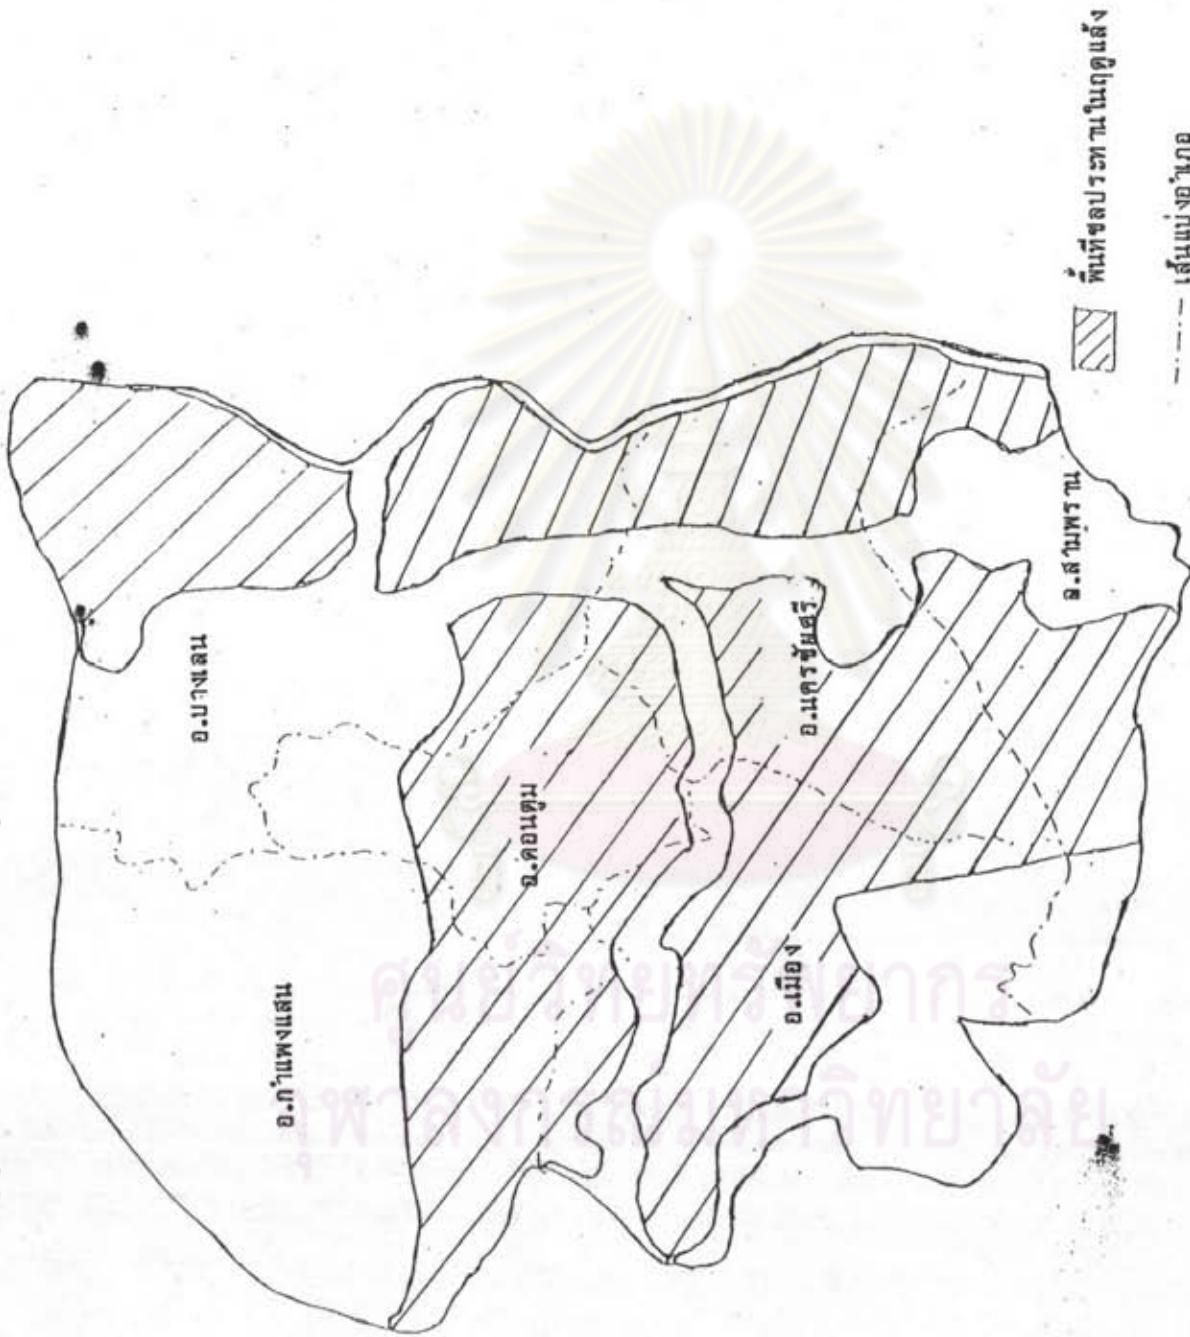 พื้นที่ชลประทานในฤดูแล้ง
เส้นแบ่งอำเภอ
อ.บางเลน
อ.กำแพงแสน
อ.ดอนตูม
อ.นครชัยศรี
อ.เมือง
อ.สามพราน
ศูนย์วิทยทรัพยากร
จุฬาลงกรณ์มหาวิทยาลัย